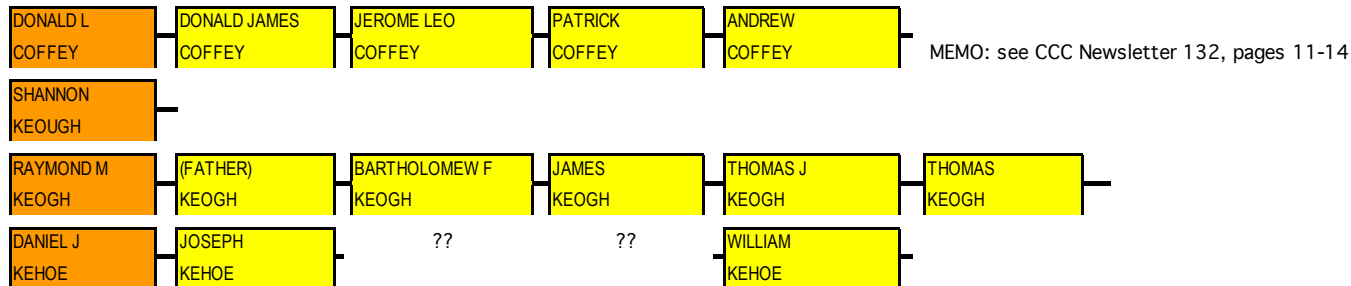 DONALD L DONALD JAMES JEROME LEO PATRICK ANDREW
COFFEY COFFEY COFFEY COFFEY COFFEY MEMO: see CCC Newsletter 132, pages 11-14
SHANNON
KEOUGH
RAYMOND M (FATHER) BARTHOLOMEW F JAMES THOMAS J THOMAS
KEOGH KEOGH KEOGH KEOGH KEOGH KEOGH
DANIEL J JOSEPH ?? ?? WILLIAM
KEHOE KEHOE KEHOE